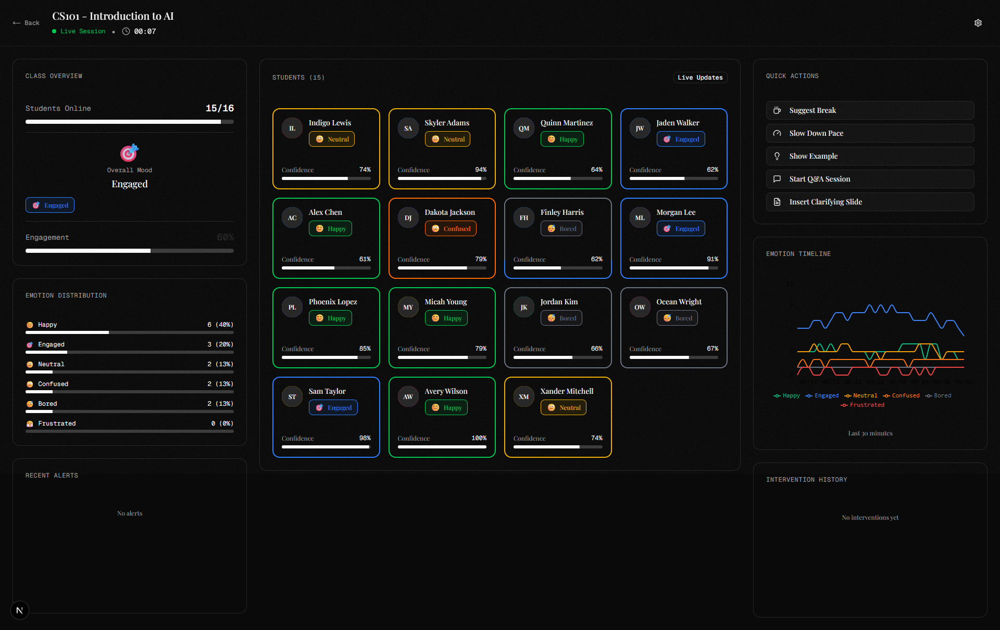 Back
CS101 - Introduction to AI
Live Session • 00:07
CLASS OVERVIEW
Students Online 15/16
Overall Mood
Engaged
Engaged
Engagement 60%
EMOTION DISTRIBUTION
Happy 6 (40%)
Engaged 3 (20%)
Neutral 2 (13%)
Confused 2 (13%)
Bored 2 (13%)
Frustrated 0 (0%)
RECENT ALERTS
No alerts
N
STUDENTS (15) Live Updates
IL Indigo Lewis
Neutral
Confidence 74%
SA Skyler Adams
Neutral
Confidence 94%
QM Quinn Martinez
Happy
Confidence 64%
JW Jaden Walker
Engaged
Confidence 62%
AC Alex Chen
Happy
Confidence 61%
DJ Dakota Jackson
Confused
Confidence 79%
FH Finley Harris
Bored
Confidence 62%
ML Morgan Lee
Engaged
Confidence 91%
PL Phoenix Lopez
Happy
Confidence 85%
MY Micah Young
Happy
Confidence 79%
JK Jordan Kim
Bored
Confidence 66%
OW Ocean Wright
Bored
Confidence 67%
ST Sam Taylor
Engaged
Confidence 98%
AW Avery Wilson
Happy
Confidence 100%
XM Xander Mitchell
Neutral
Confidence 74%
QUICK ACTIONS
Suggest Break
Slow Down Pace
Show Example
Start Q&A Session
Insert Clarifying Slide
EMOTION TIMELINE
12
Happy Engaged Neutral Confused Bored
Frustrated
Last 30 minutes
INTERVENTION HISTORY
No interventions yet